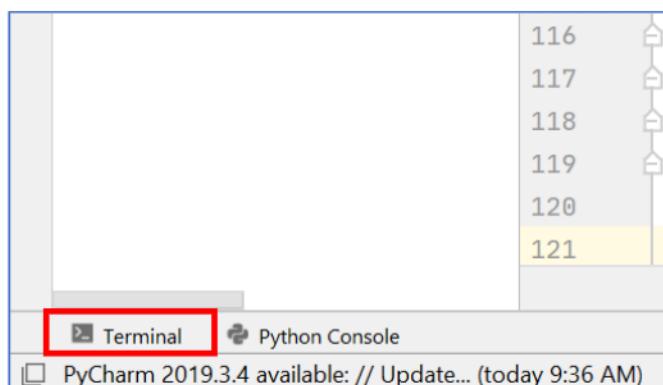 116
117
118
119
120
121
Terminal
Python Console
PyCharm 2019.3.4 available: // Update... (today 9:36 AM)